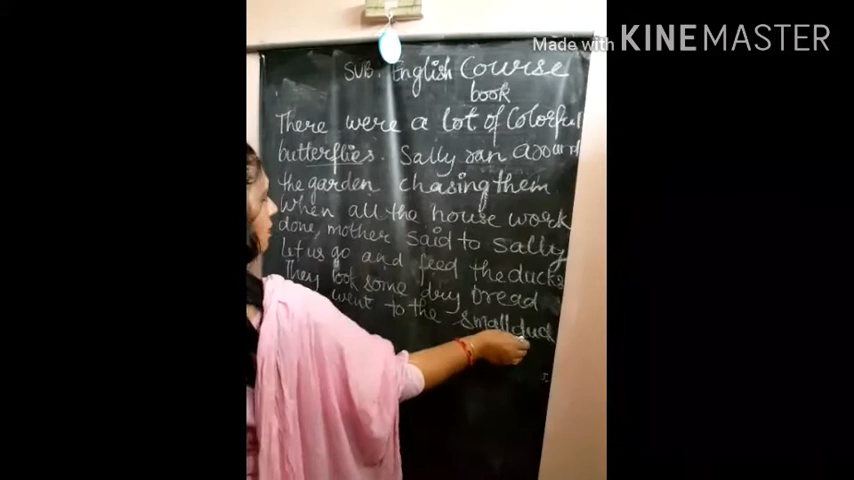 Made with KINEMASTER
SUB. English Course
book
There were a lot of Colorful
butterflies. Sally ran around
the garden chasing them
When all the house work
done, mother said to Sally
let us go and feed the ducks
They took some dry bread
went to the small duck